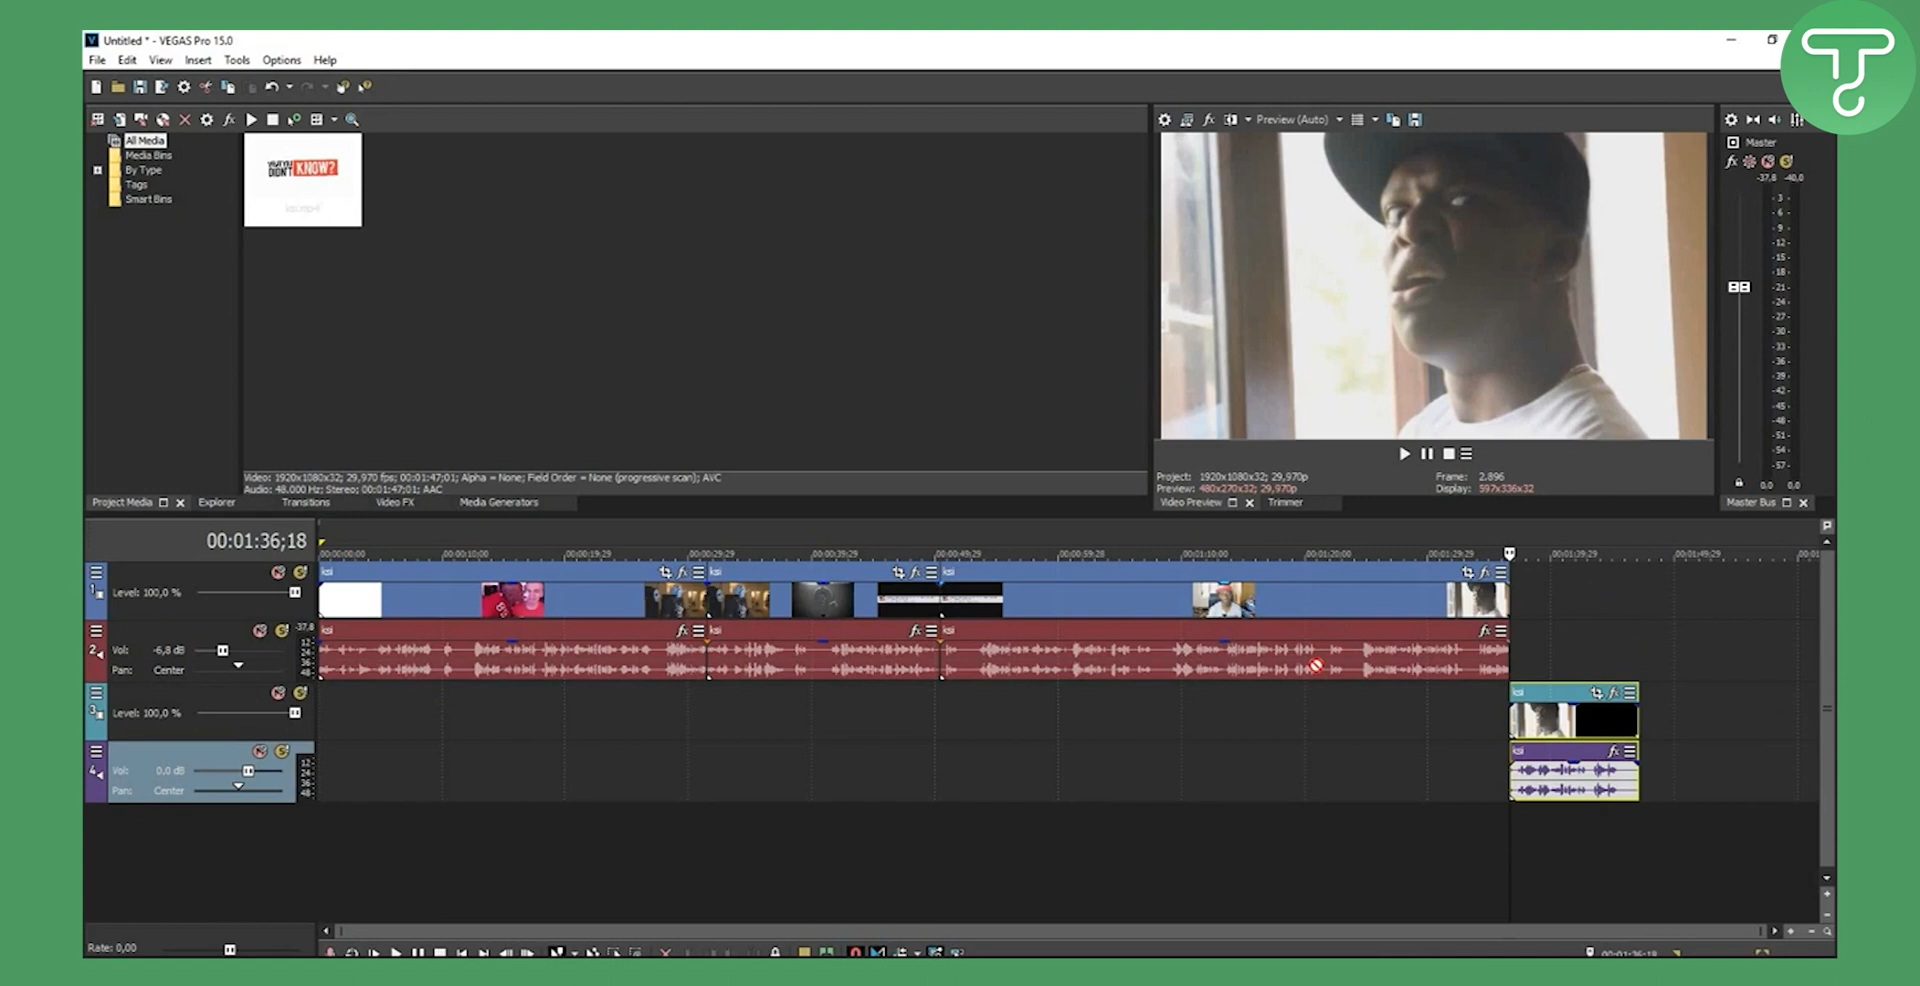 Untitled * - VEGAS Pro 15.0
File Edit View Insert Tools Options Help
Preview (Auto)
All Media
Media Bins
By Type
Tags
Smart Bins
WHAT YOU
DIDN'T KNOW?
ksi.mp4
Master
-37,8 -40,0
- 3 -
- 6 -
- 9 -
-12-
-15-
-18-
-21-
-24-
-27-
-30-
-33-
-36-
-39-
-42-
-45-
-48-
-51-
-54-
-57-
0,0 0,0
Video: 1920x1080x32; 29,970 fps; 00:01:47;01; Alpha = None; Field Order = None (progressive scan); AVC
Audio: 48.000 Hz; Stereo; 00:01:47;01; AAC
Project: 1920x1080x32; 29,970p Frame: 2.896
Preview: 480x270x32; 29,970p Display: 597x336x32
Project Media Explorer Transitions Video FX Media Generators
Video Preview Trimmer
Master Bus
00:01:36;18
00:00:00;00 00:00:10;00 00:00:19;29 00:00:29;29 00:00:39;29 00:00:49;29 00:00:59;28 00:01:10;00 00:01:20;00 00:01:29;29 00:01:39;29 00:01:49;29 00:01
1 Level: 100,0 %
ksi ksi ksi
2 Vol: -6,8 dB
Pan: Center
-37,8
12-
24-
36-
48-
ksi ksi ksi
3 Level: 100,0 %
ksi
4 Vol: 0,0 dB
Pan: Center
12-
24-
36-
48-
ksi
Rate: 0,00
00:01:36;18